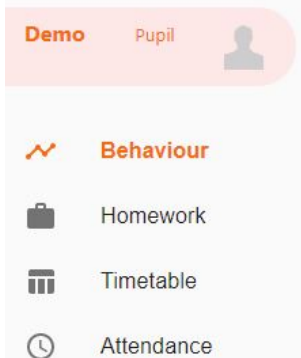 Demo Pupil
Behaviour
Homework
Timetable
Attendance